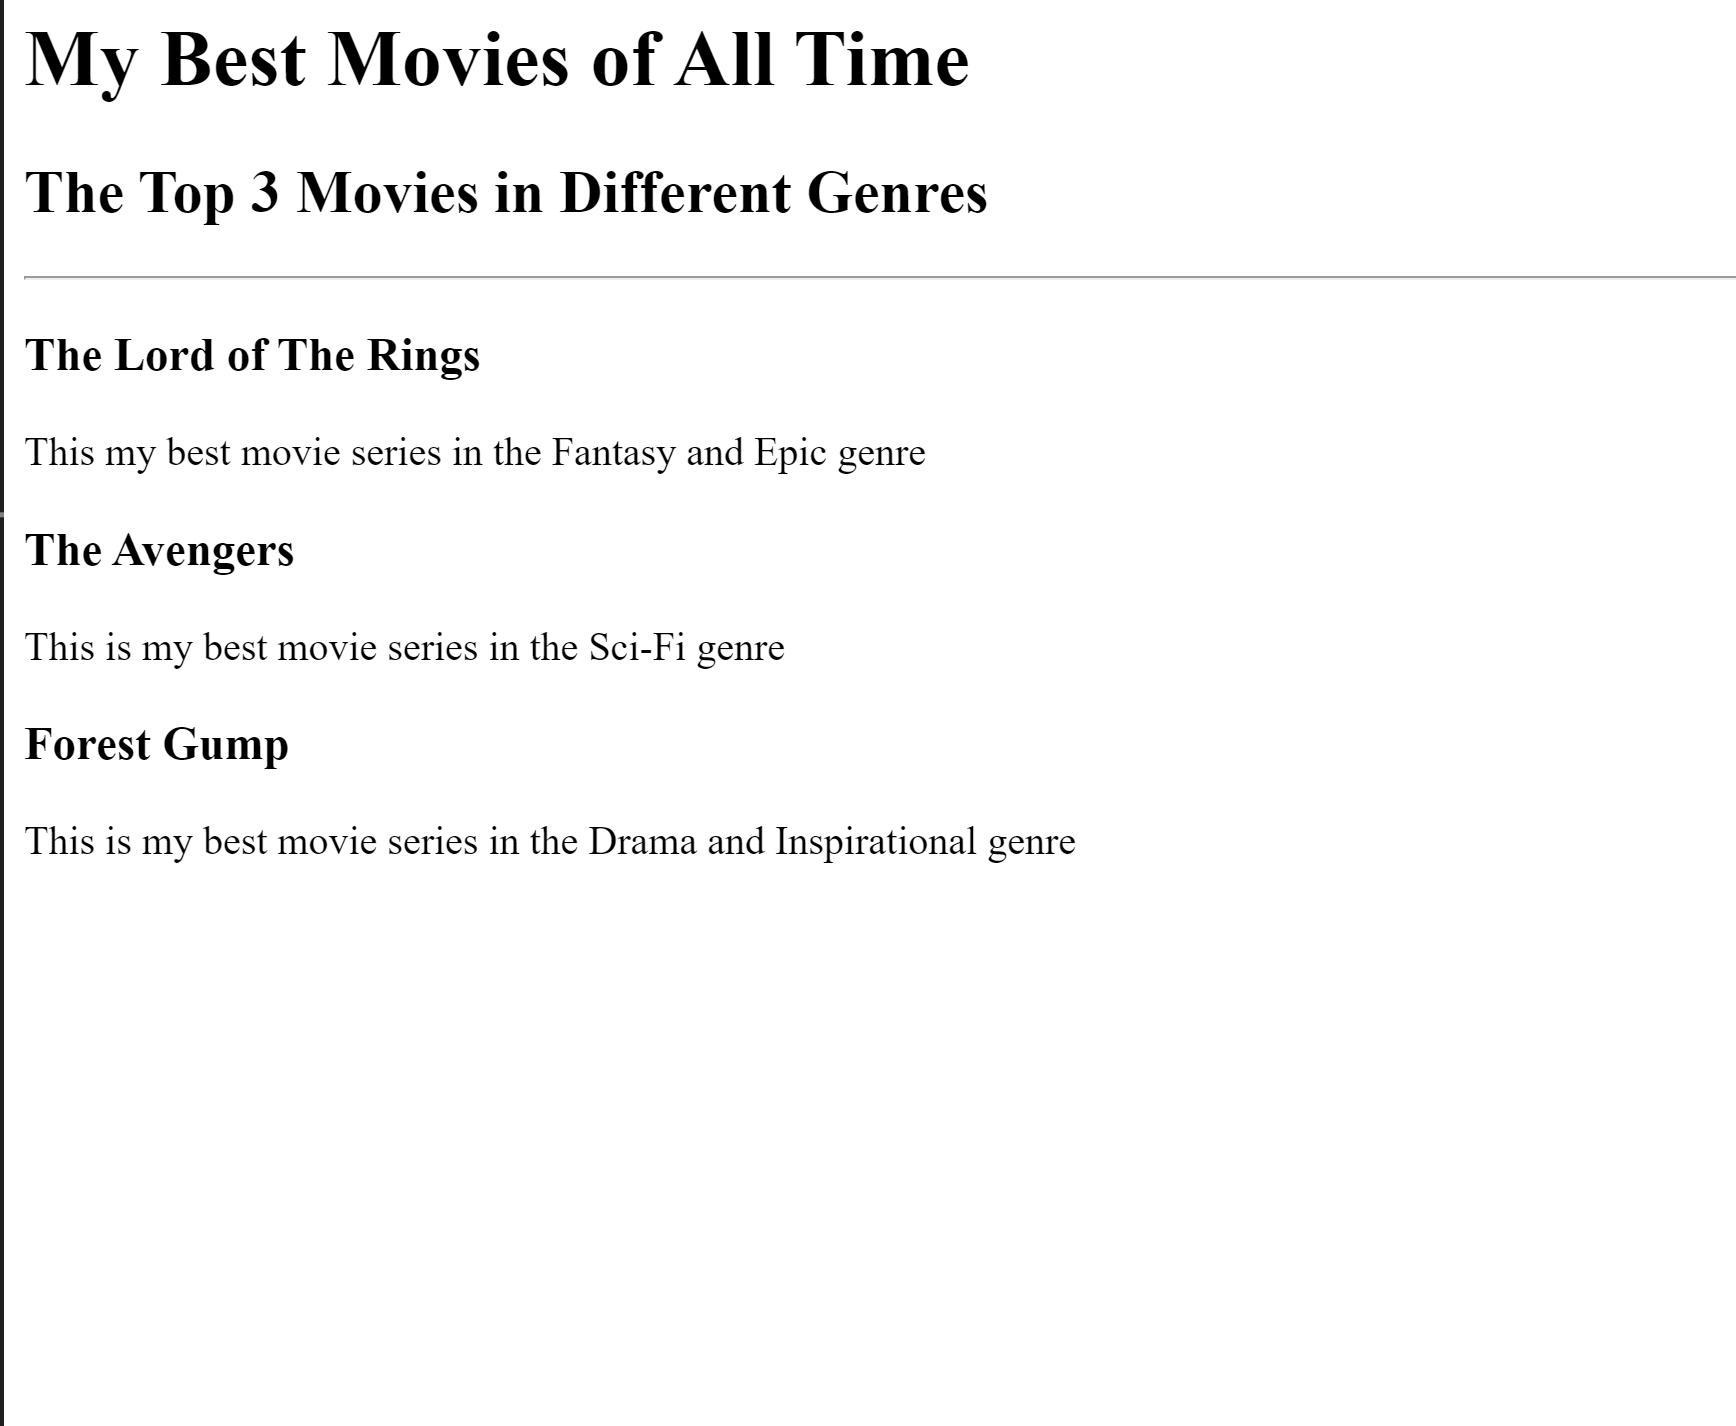 My Best Movies of All Time
The Top 3 Movies in Different Genres
The Lord of The Rings
This my best movie series in the Fantasy and Epic genre
The Avengers
This is my best movie series in the Sci-Fi genre
Forest Gump
This is my best movie series in the Drama and Inspirational genre